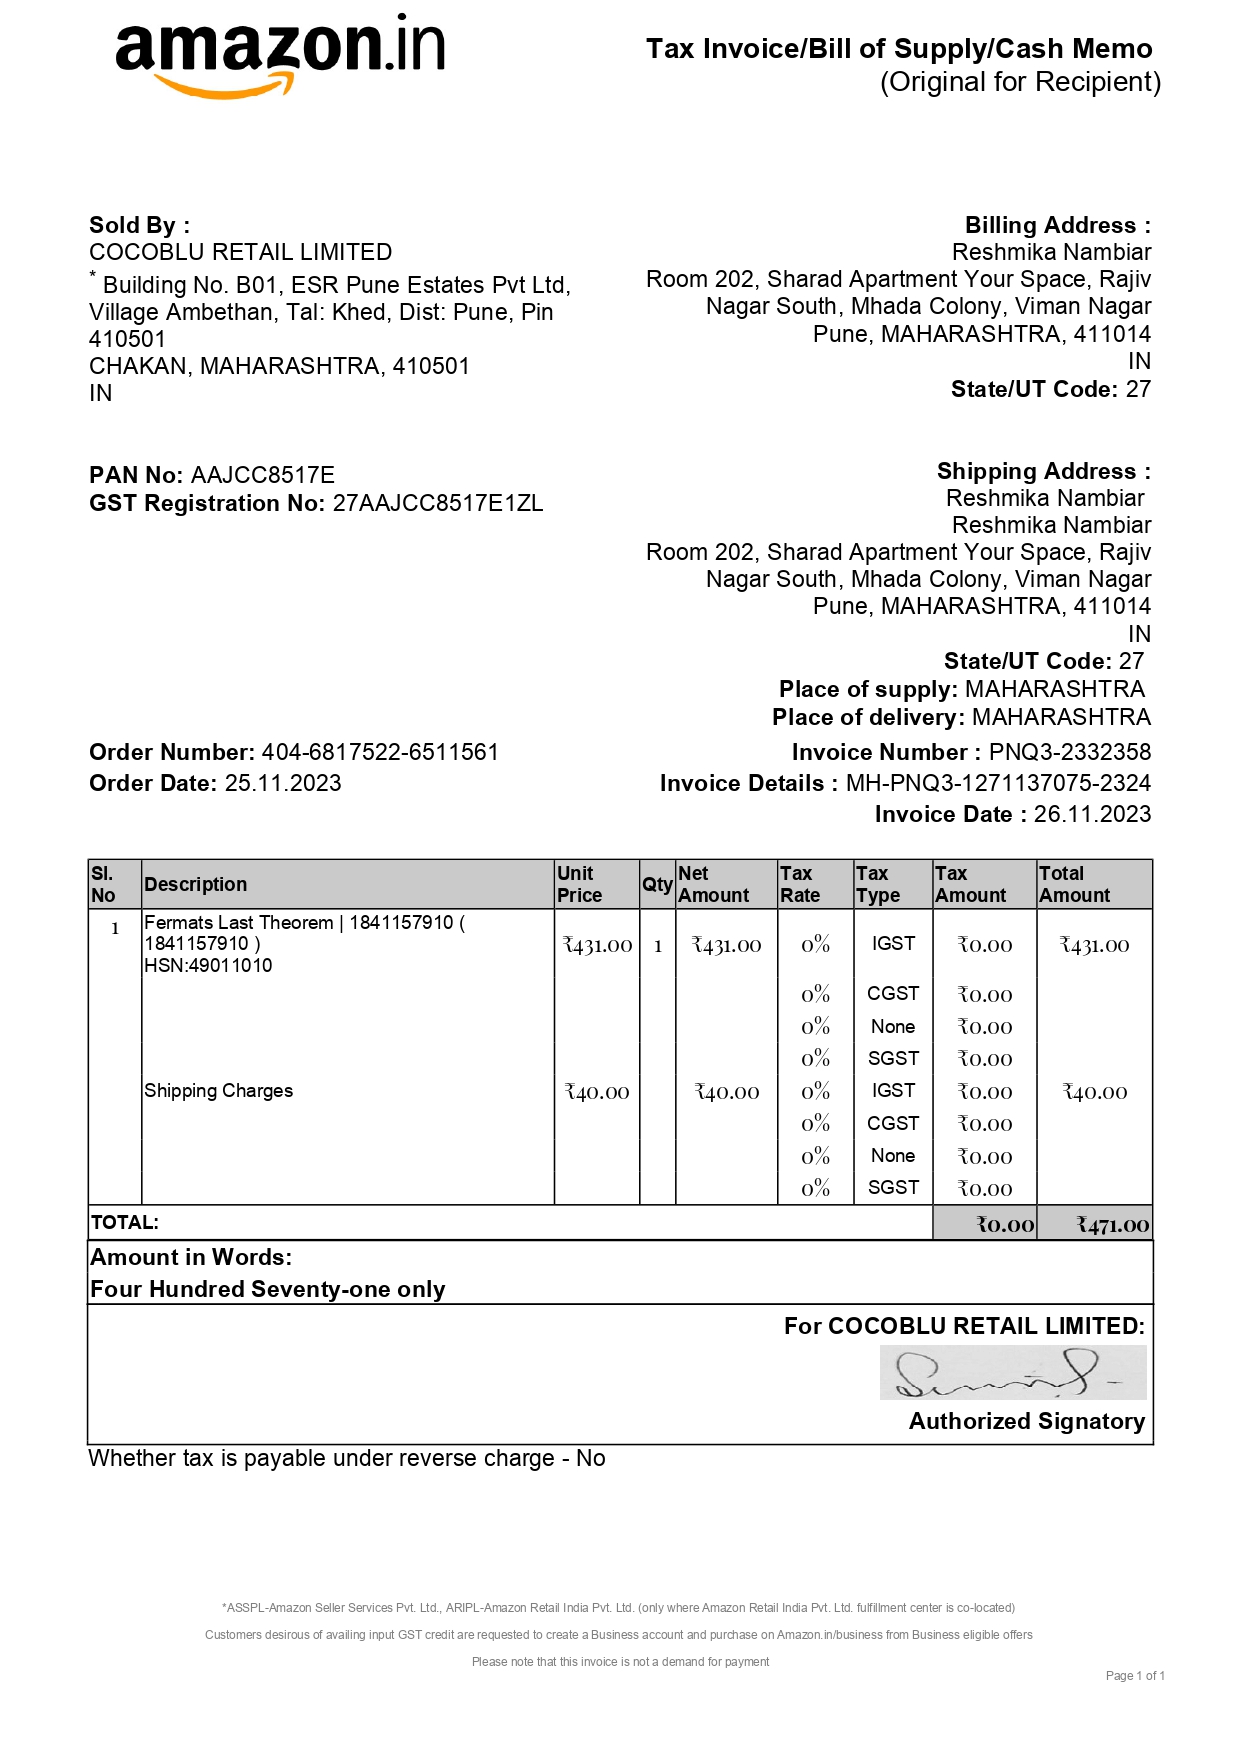 amazon.in
Tax Invoice/Bill of Supply/Cash Memo
(Original for Recipient)
Sold By :
COCOBLU RETAIL LIMITED
* Building No. B01, ESR Pune Estates Pvt Ltd,
Village Ambethan, Tal: Khed, Dist: Pune, Pin
410501
CHAKAN, MAHARASHTRA, 410501
IN
Billing Address :
Reshmika Nambiar
Room 202, Sharad Apartment Your Space, Rajiv
Nagar South, Mhada Colony, Viman Nagar
Pune, MAHARASHTRA, 411014
IN
State/UT Code: 27
PAN No: AAJCC8517E
GST Registration No: 27AAJCC8517E1ZL
Shipping Address :
Reshmika Nambiar
Reshmika Nambiar
Room 202, Sharad Apartment Your Space, Rajiv
Nagar South, Mhada Colony, Viman Nagar
Pune, MAHARASHTRA, 411014
IN
State/UT Code: 27
Place of supply: MAHARASHTRA
Place of delivery: MAHARASHTRA
Order Number: 404-6817522-6511561
Order Date: 25.11.2023
Invoice Number : PNQ3-2332358
Invoice Details : MH-PNQ3-1271137075-2324
Invoice Date : 26.11.2023
Sl. No Description Unit Price Qty Net Amount Tax Rate Tax Type Tax Amount Total Amount
1 Fermats Last Theorem | 1841157910 (
1841157910 )
HSN:49011010
₹431.00 1 ₹431.00 0% IGST ₹0.00 ₹431.00
0% CGST ₹0.00
0% None ₹0.00
0% SGST ₹0.00
Shipping Charges ₹40.00 ₹40.00 0% IGST ₹0.00 ₹40.00
0% CGST ₹0.00
0% None ₹0.00
0% SGST ₹0.00
TOTAL: ₹0.00 ₹471.00
Amount in Words:
Four Hundred Seventy-one only
For COCOBLU RETAIL LIMITED:
Authorized Signatory
Whether tax is payable under reverse charge - No
*ASSPL-Amazon Seller Services Pvt. Ltd., ARIPL-Amazon Retail India Pvt. Ltd. (only where Amazon Retail India Pvt. Ltd. fulfillment center is co-located)
Customers desirous of availing input GST credit are requested to create a Business account and purchase on Amazon.in/business from Business eligible offers
Please note that this invoice is not a demand for payment
Page 1 of 1